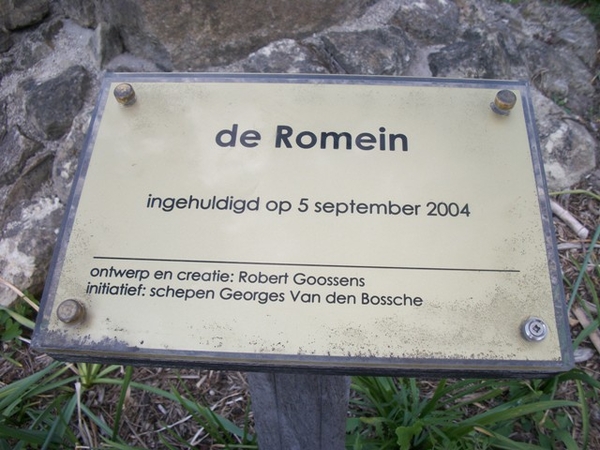 de Romein
ingehuldigd op 5 september 2004
ontwerp en creatie: Robert Goossens
initiatief: schepen Georges Van den Bossche